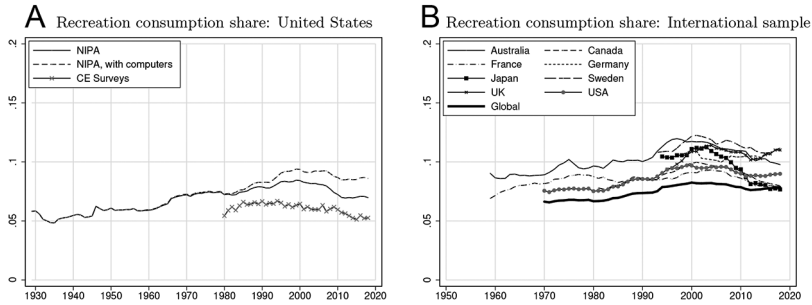 A
Recreation consumption share: United States
NIPA
NIPA, with computers
CE Surveys
.2
.15
.1
.05
0
1930 1940 1950 1960 1970 1980 1990 2000 2010 2020
B
Recreation consumption share: International sample
Australia Canada
France Germany
Japan Sweden
UK USA
Global
.2
.15
.1
.05
0
1950 1960 1970 1980 1990 2000 2010 2020